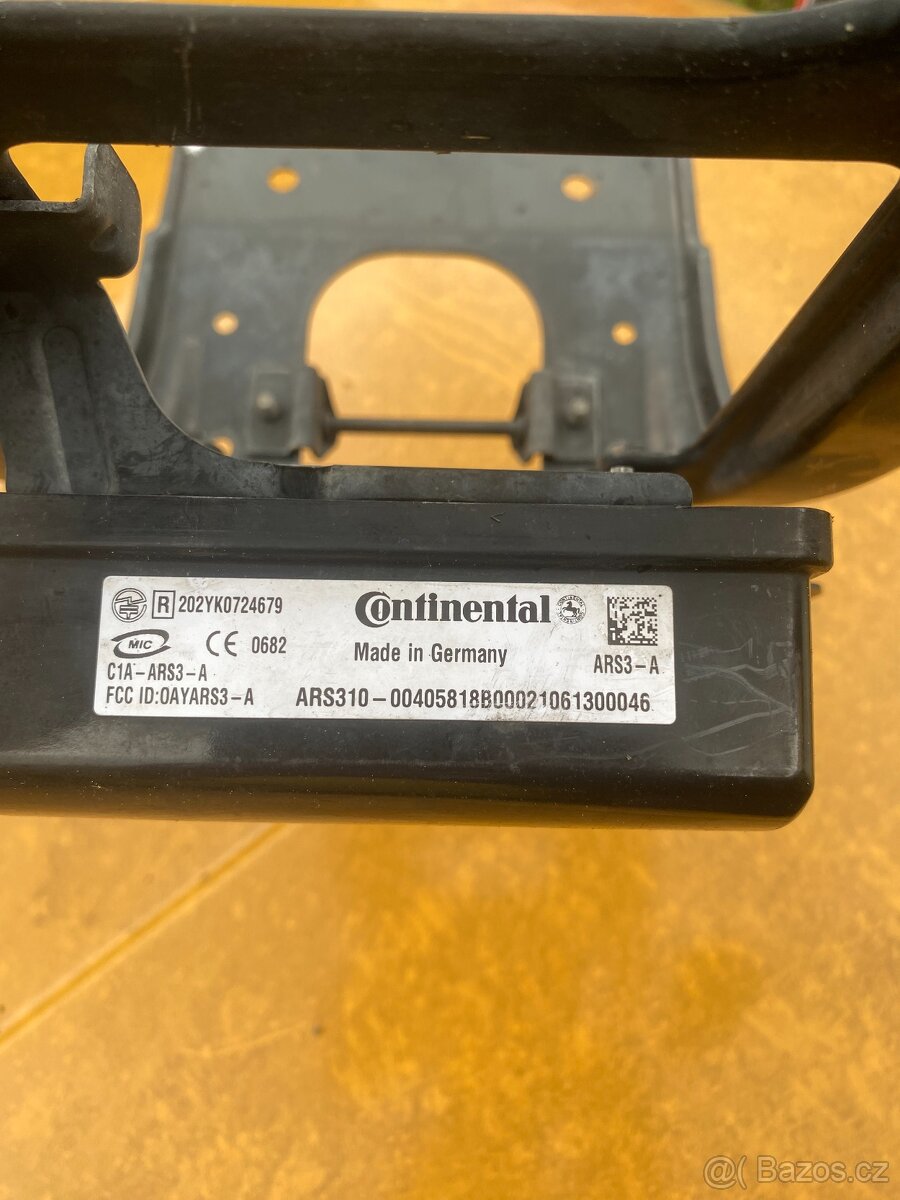 R 202YK0724679
Continental
MIC
CE 0682
Made in Germany
C1A-ARS3-A
ARS3-A
FCC ID:OAYARS3-A
ARS310-00405818B00021061300046
@( Bazos.cz